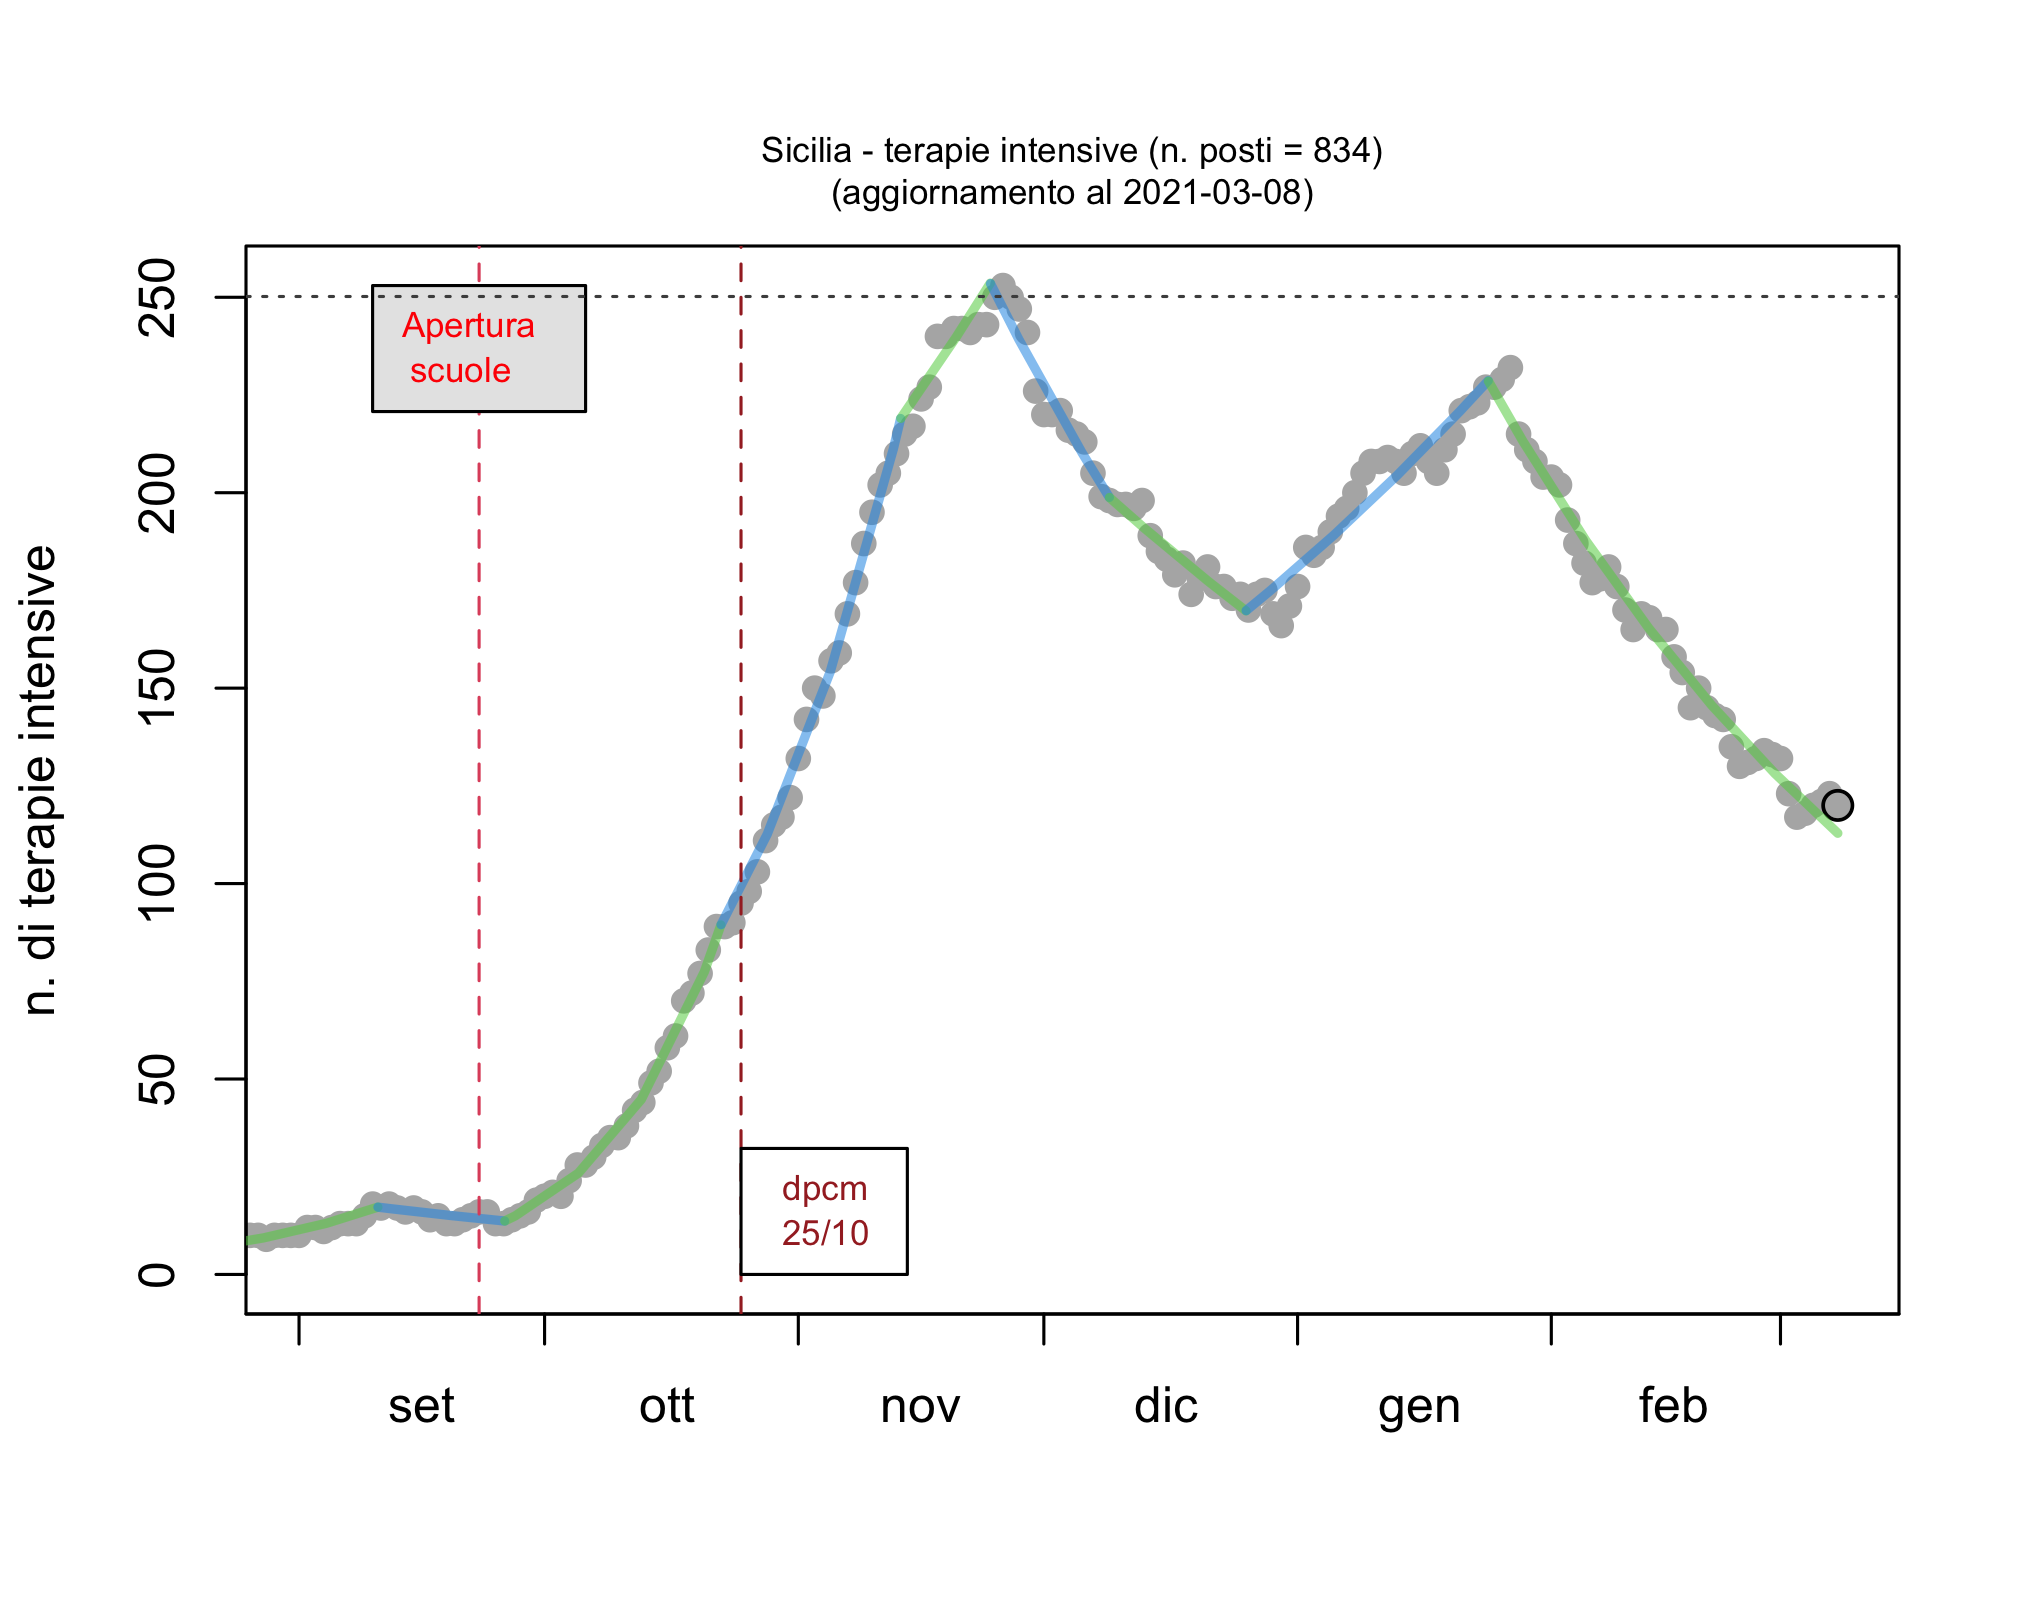 Sicilia - terapie intensive (n. posti = 834)
(aggiornamento al 2021-03-08)
n. di terapie intensive
250
200
150
100
50
0
Apertura
scuole
dpcm
25/10
set
ott
nov
dic
gen
feb